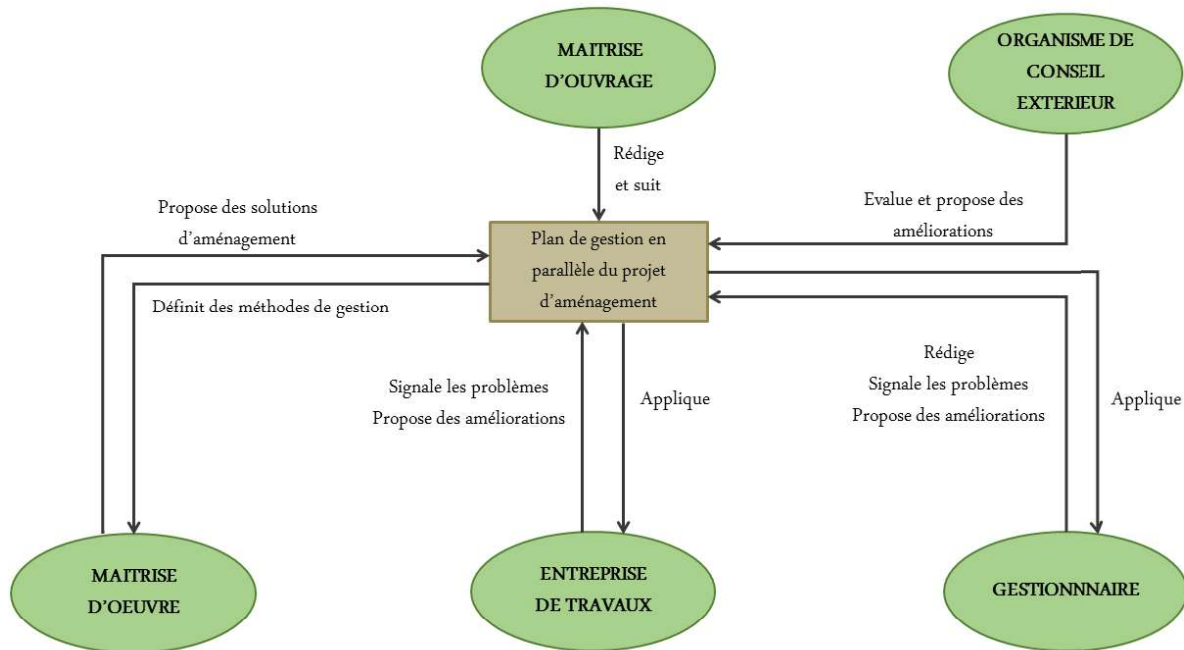 MAITRISE
D'OUVRAGE
ORGANISME DE
CONSEIL
EXTERIEUR
Rédige
et suit
Evalue et propose des
améliorations
Propose des solutions
d'aménagement
Plan de gestion en
parallèle du projet
d'aménagement
Définit des méthodes de gestion
Signale les problèmes
Propose des améliorations
Applique
Rédige
Signale les problèmes
Propose des améliorations
Applique
MAITRISE
D'OEUVRE
ENTREPRISE
DE TRAVAUX
GESTIONNNAIRE